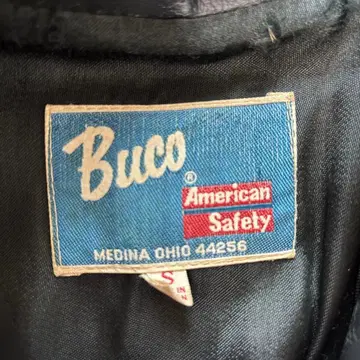 Buco
®
American
Safety
MEDINA OHIO 44256
S